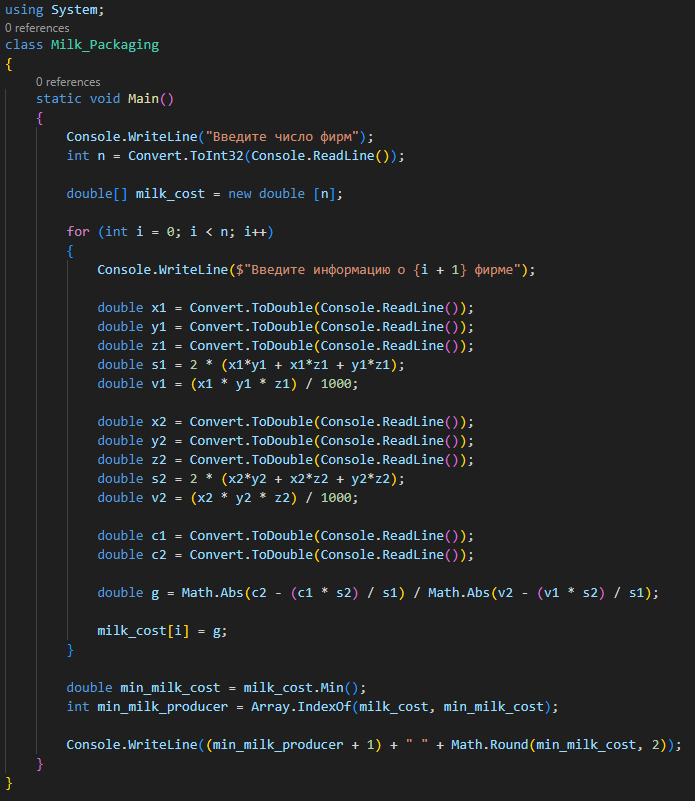 using System;
0 references
class Milk_Packaging
{
0 references
static void Main()
{
Console.WriteLine("Введите число фирм");
int n = Convert.ToInt32(Console.ReadLine());
double[] milk_cost = new double [n];
for (int i = 0; i < n; i++)
{
Console.WriteLine($"Введите информацию о {i + 1} фирме");
double x1 = Convert.ToDouble(Console.ReadLine());
double y1 = Convert.ToDouble(Console.ReadLine());
double z1 = Convert.ToDouble(Console.ReadLine());
double s1 = 2 * (x1*y1 + x1*z1 + y1*z1);
double v1 = (x1 * y1 * z1) / 1000;
double x2 = Convert.ToDouble(Console.ReadLine());
double y2 = Convert.ToDouble(Console.ReadLine());
double z2 = Convert.ToDouble(Console.ReadLine());
double s2 = 2 * (x2*y2 + x2*z2 + y2*z2);
double v2 = (x2 * y2 * z2) / 1000;
double c1 = Convert.ToDouble(Console.ReadLine());
double c2 = Convert.ToDouble(Console.ReadLine());
double g = Math.Abs(c2 - (c1 * s2) / s1) / Math.Abs(v2 - (v1 * s2) / s1);
milk_cost[i] = g;
}
double min_milk_cost = milk_cost.Min();
int min_milk_producer = Array.IndexOf(milk_cost, min_milk_cost);
Console.WriteLine((min_milk_producer + 1) + " " + Math.Round(min_milk_cost, 2));
}
}